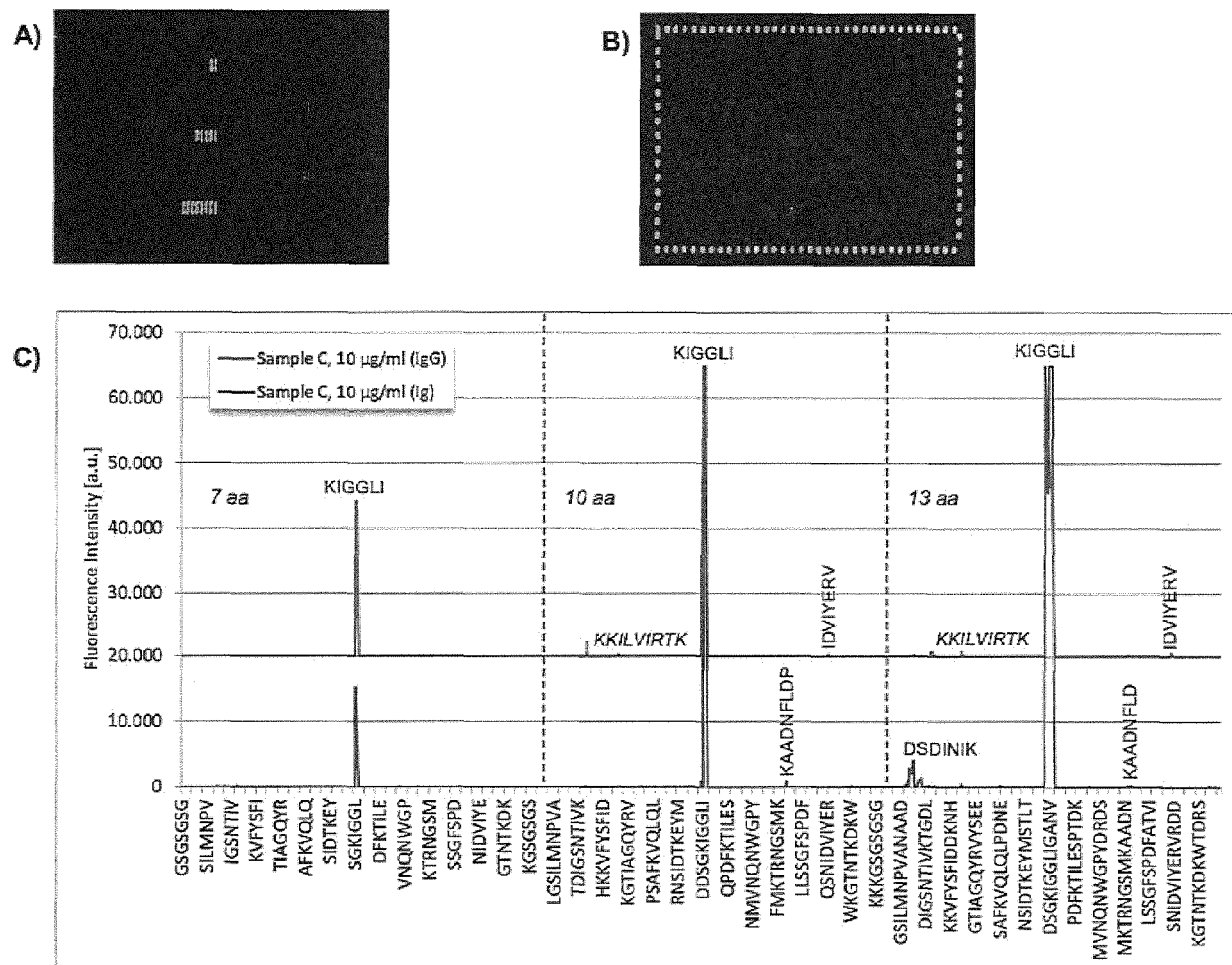 A)
B)
C)
70.000
60.000
50.000
40.000
30.000
20.000
10.000
0
Fluorescence Intensity [a.u.]
Sample C, 10 µg/ml (IgG)
Sample C, 10 µg/ml (Ig)
7 aa
10 aa
13 aa
KIGGLI
KIGGLI
KIGGLI
KKILVIRTK
IDVIYERV
KAADNFLDP
DSDINIK
KKILVIRTK
IDVIYERV
KAADNFLD
GSGSGSG
SILMNPV
IGSNTIV
KVFYSFI
TIAGQYR
AFKVQLQ
SIDTKEY
SGKIGGL
DFKTILE
VNQNWGP
KTRNGSM
SSGFSPD
NIDVIYE
GTNTKDK
KGSGSGS
LGSILMNPVA
TDIGSNTIVK
HKKVFYSFID
KGTIAGQYRV
PSAFKVQLQL
RNSIDTKEYM
DDSGKIGGLI
QPDFKTILES
NMVNQNWGPY
FMKTRNGSMK
LLSSGFSPDF
QSNIDVIYER
WKGTNTKDKW
KKKGSGSGSG
GSILMNPVANAAD
DIGSNTIVKTGDL
KKVFYSFIDDKNH
GTIAGQYRVYSEE
SAFKVQLQLPDNE
NSIDTKEYMSTLT
DSGKIGGLIGANV
PDFKTILESPTDK
MVNQNWGPYDRDS
MKTRNGSMKAADN
LSSGFSPDFATVI
SNIDVIYERVRDD
KGTNTKDKWTDRS